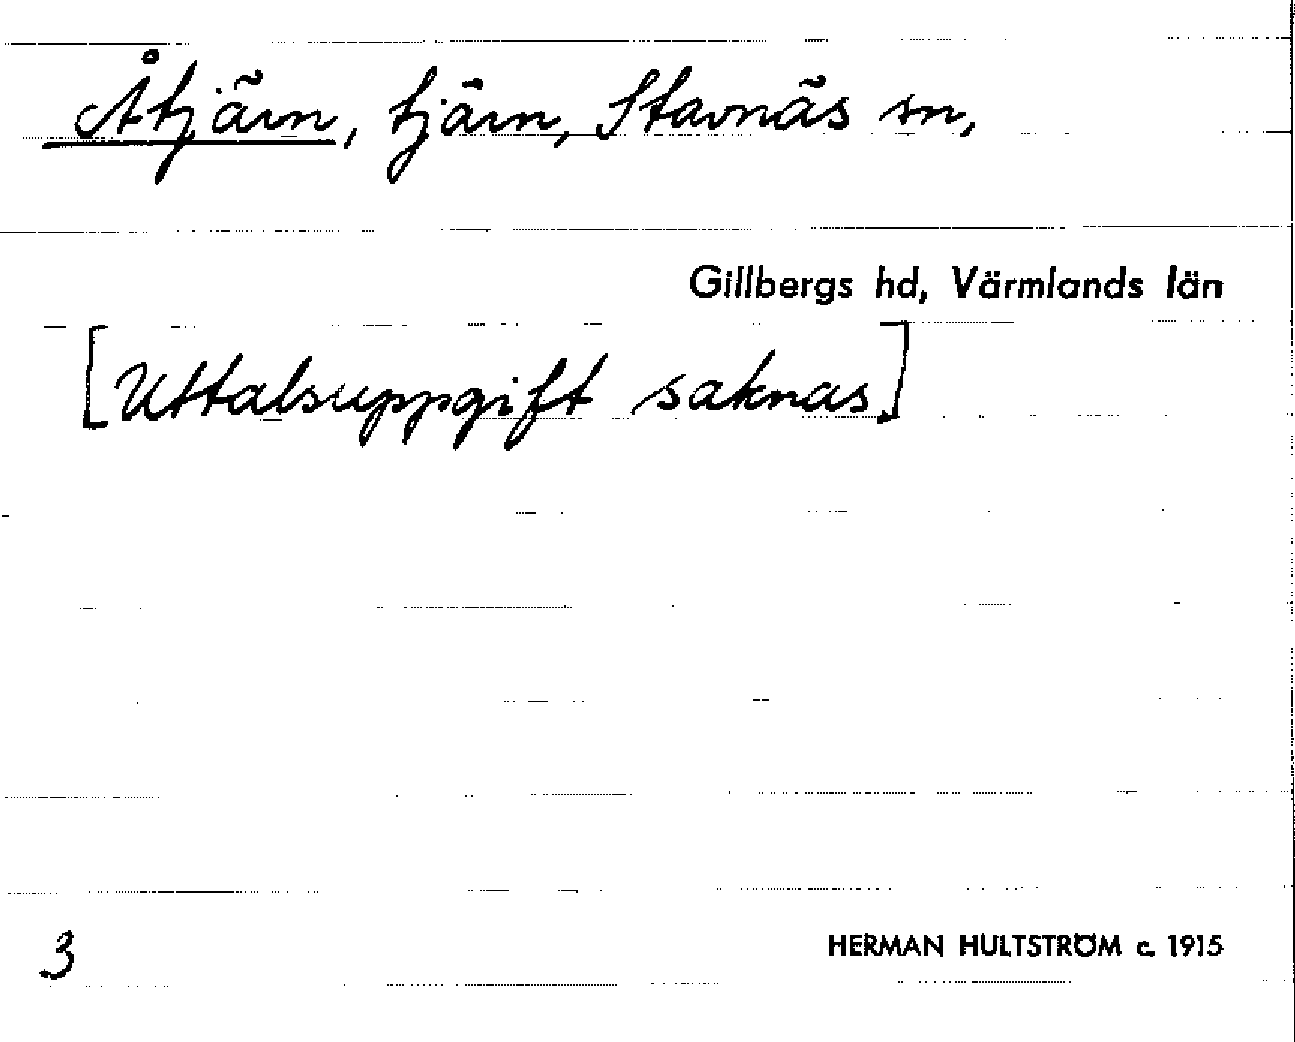 Åtjärn, tjärn, Stavnäs sn,
Gillbergs hd, Värmlands län
[Uttalsuppgift saknas]
3
HERMAN HULTSTRÖM c. 1915